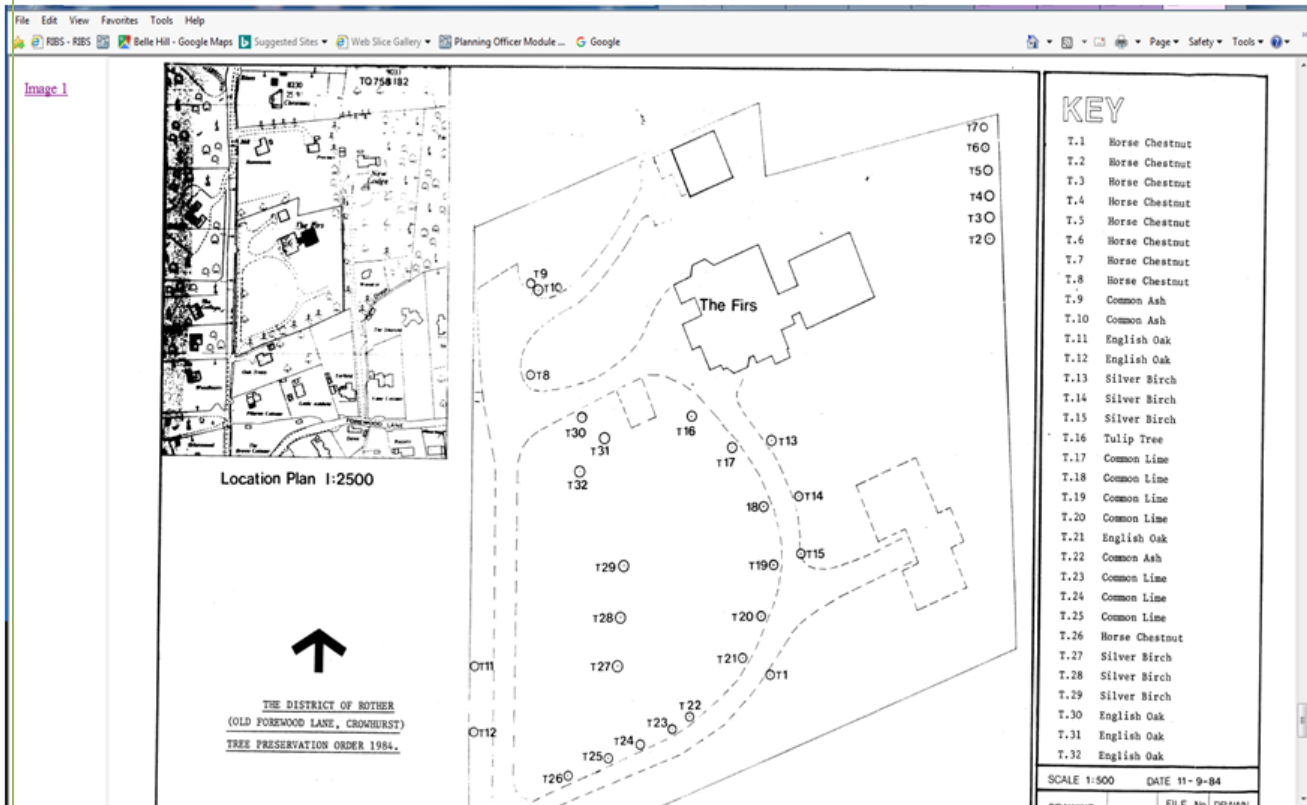 File Edit View Favorites Tools Help
RIBS - RIBS Belle Hill - Google Maps Suggested Sites Web Slice Gallery Planning Officer Module ... Google
Page Safety Tools
Image 1
TQ 758182
8230
New Lodge
The Firs
FOREWOOD LANE
Location Plan 1:2500
THE DISTRICT OF ROTHER
(OLD FOREWOOD LANE, CROWHURST)
TREE PRESERVATION ORDER 1984.
The Firs
T7
T6
T5
T4
T3
T2
T9
T10
T8
T30
T31
T32
T16
T17
T13
T14
18
T15
T19
T29
T28
T20
T27
T21
T1
T11
T12
T22
T23
T24
T25
T26
KEY
T.1 Horse Chestnut
T.2 Horse Chestnut
T.3 Horse Chestnut
T.4 Horse Chestnut
T.5 Horse Chestnut
T.6 Horse Chestnut
T.7 Horse Chestnut
T.8 Horse Chestnut
T.9 Common Ash
T.10 Common Ash
T.11 English Oak
T.12 English Oak
T.13 Silver Birch
T.14 Silver Birch
T.15 Silver Birch
T.16 Tulip Tree
T.17 Common Lime
T.18 Common Lime
T.19 Common Lime
T.20 Common Lime
T.21 English Oak
T.22 Common Ash
T.23 Common Lime
T.24 Common Lime
T.25 Common Lime
T.26 Horse Chestnut
T.27 Silver Birch
T.28 Silver Birch
T.29 Silver Birch
T.30 English Oak
T.31 English Oak
T.32 English Oak
SCALE 1:500 DATE 11-9-84
FILE No DRAWN